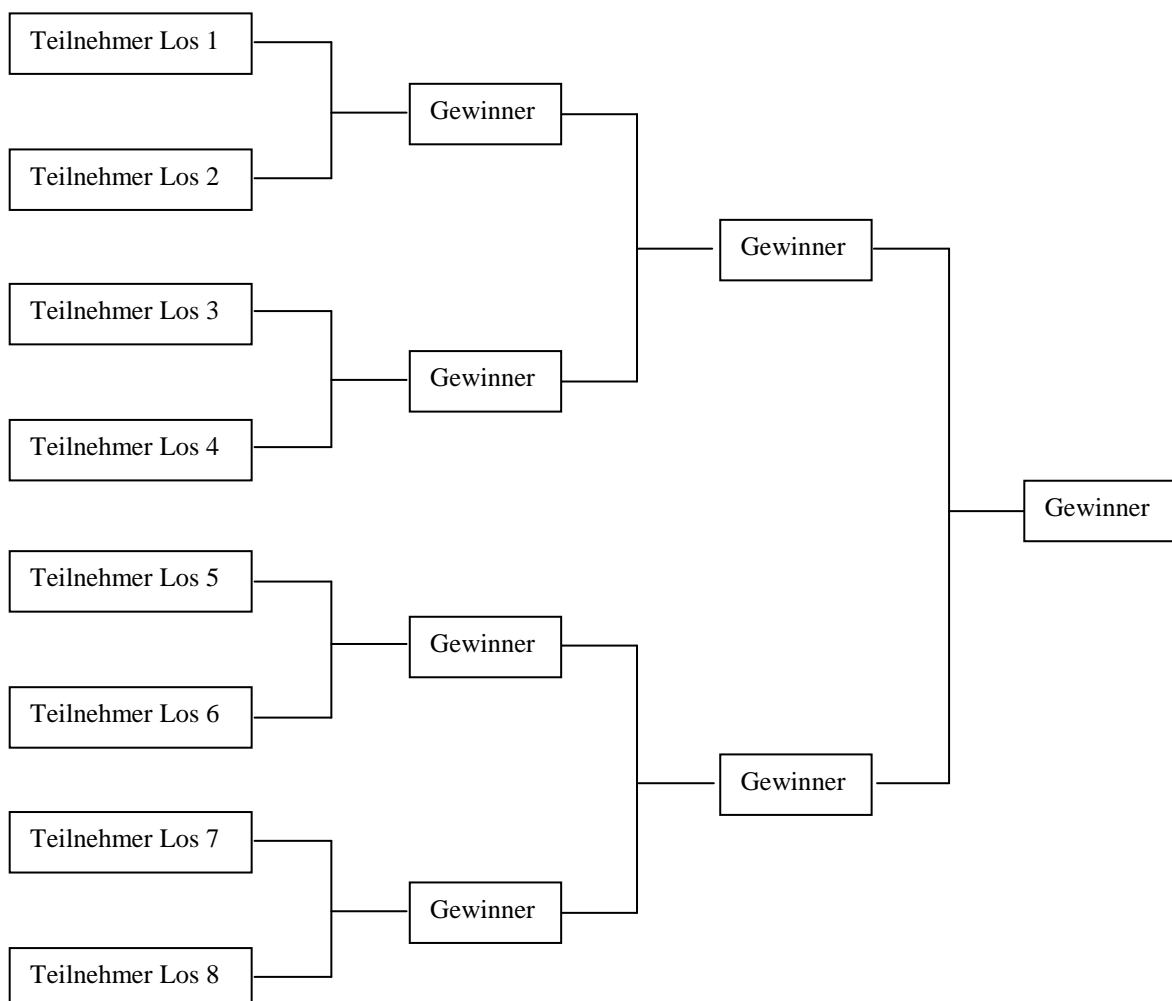 Teilnehmer Los 1
Gewinner
Teilnehmer Los 2
Gewinner
Teilnehmer Los 3
Gewinner
Teilnehmer Los 4
Gewinner
Teilnehmer Los 5
Gewinner
Teilnehmer Los 6
Gewinner
Teilnehmer Los 7
Gewinner
Teilnehmer Los 8